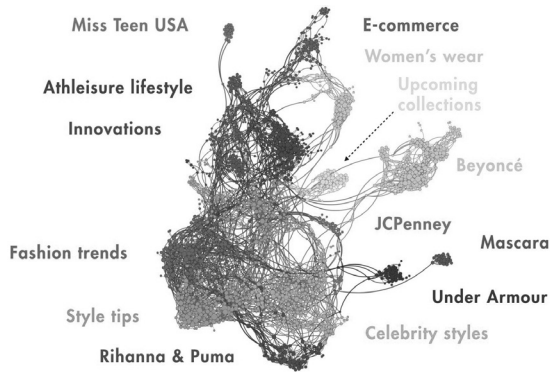 Miss Teen USA
E-commerce
Women's wear
Athleisure lifestyle
Upcoming
collections
Innovations
Beyoncé
JCPenney
Mascara
Fashion trends
Under Armour
Style tips
Celebrity styles
Rihanna & Puma